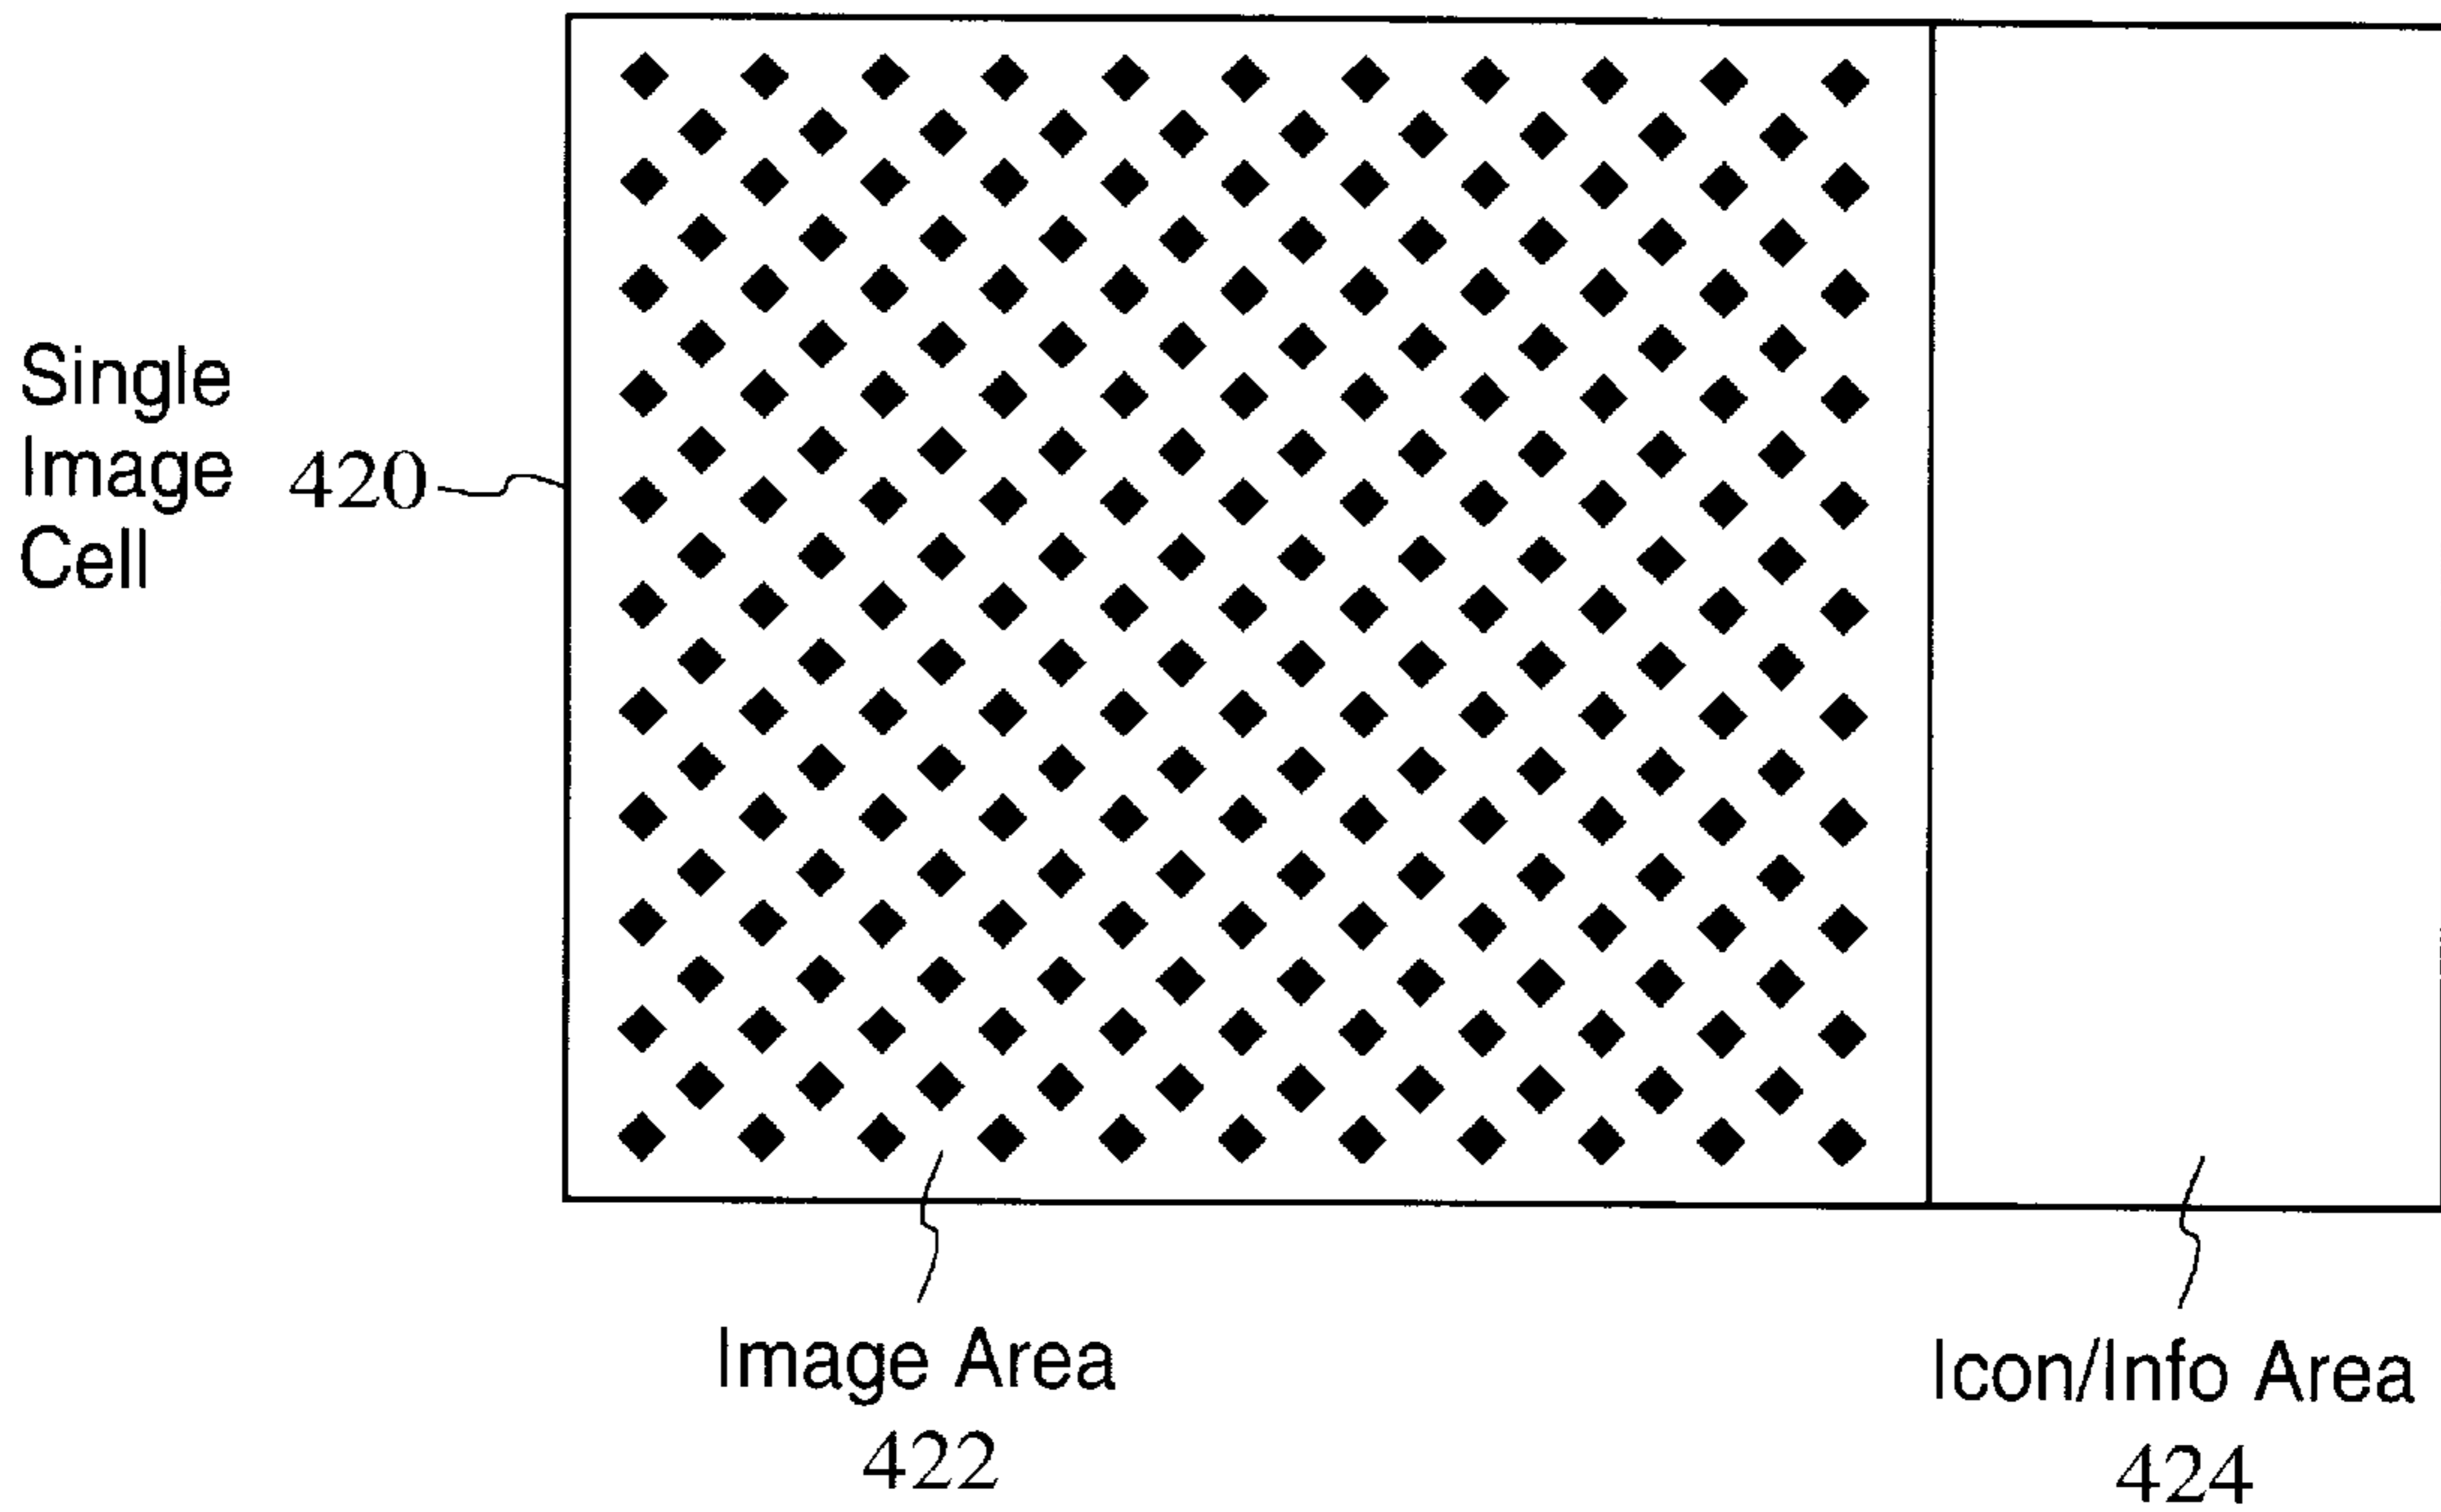 Single
Image
Cell
420
Image Area
422
Icon/Info Area
424